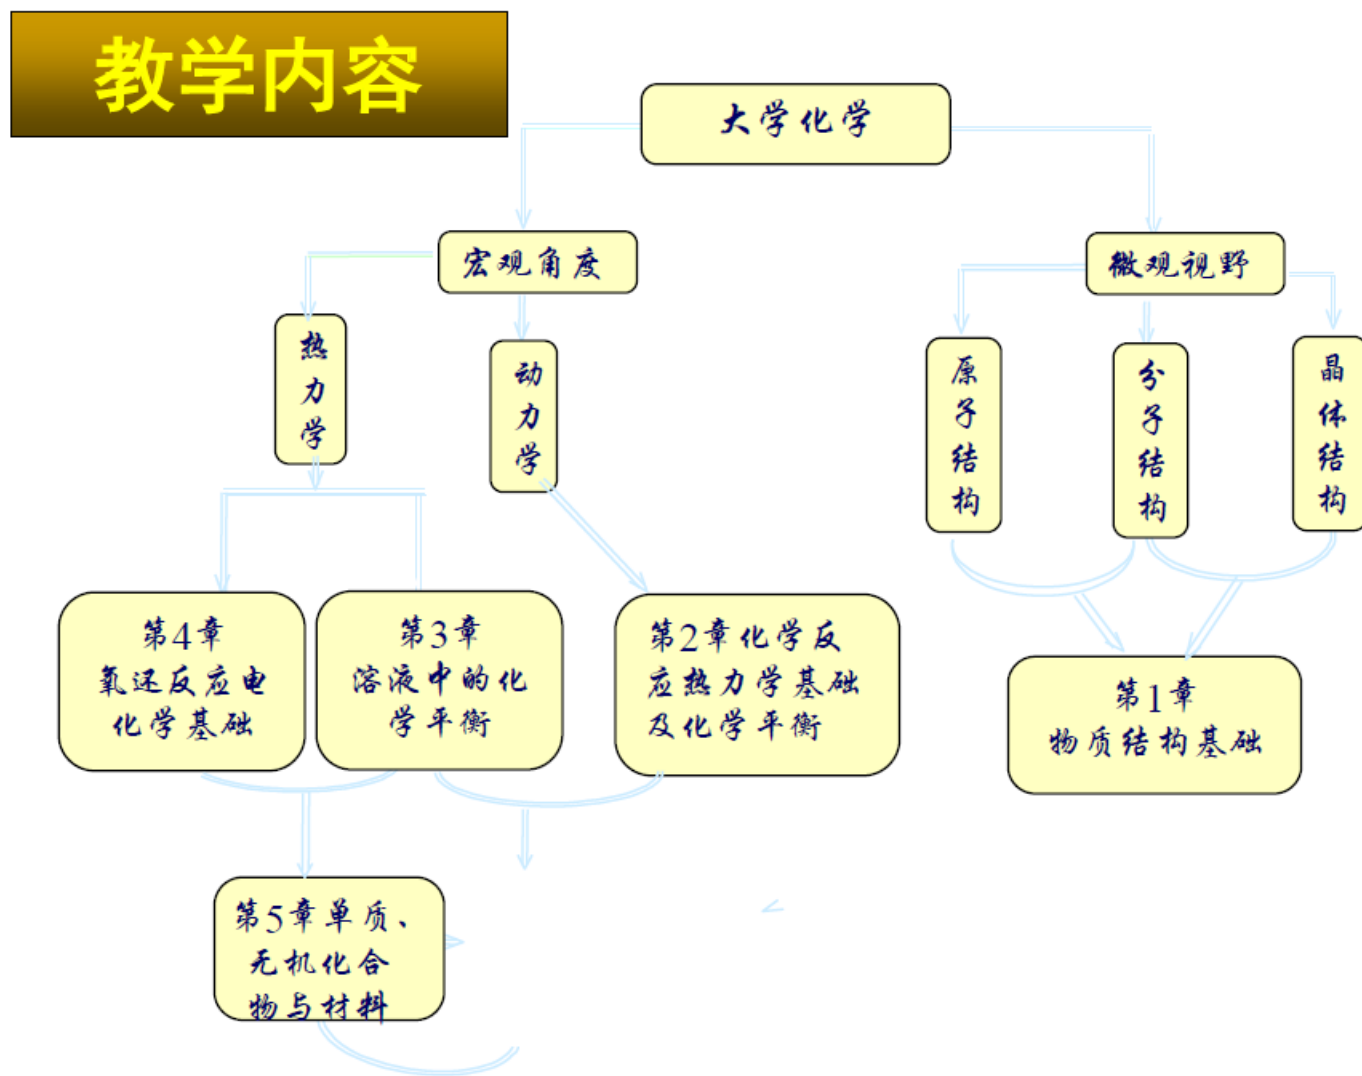 教学内容
大学化学
宏观角度
微观视野
热力学
动力学
原子结构
分子结构
晶体结构
第4章
氧还反应电
化学基础
第3章
溶液中的化
学平衡
第2章化学反
应热力学基础
及化学平衡
第1章
物质结构基础
第5章单质、
无机化合
物与材料